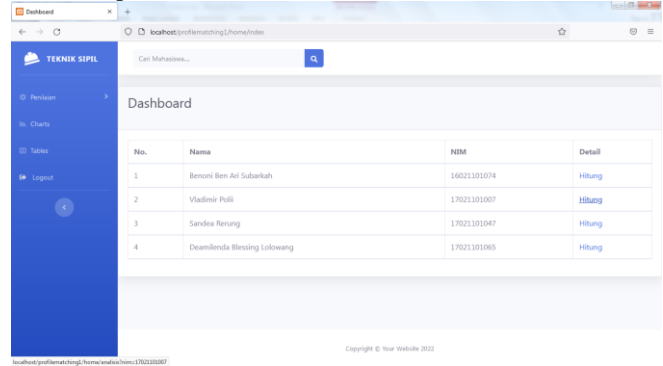 Dashboard
localhost/profilematching1/home/index
TEKNIK SIPIL
Cari Mahasiswa...
Penilaian
Charts
Tables
Logout
Dashboard
No. Nama NIM Detail
1 Benoni Ben Ari Subarkah 16021101074 Hitung
2 Vladimir Polii 17021101007 Hitung
3 Sandea Rerung 17021101047 Hitung
4 Deamilenda Blessing Lolowang 17021101065 Hitung
Copyright © Your Website 2022
localhost/profilematching1/home/analisis?nim=17021101007